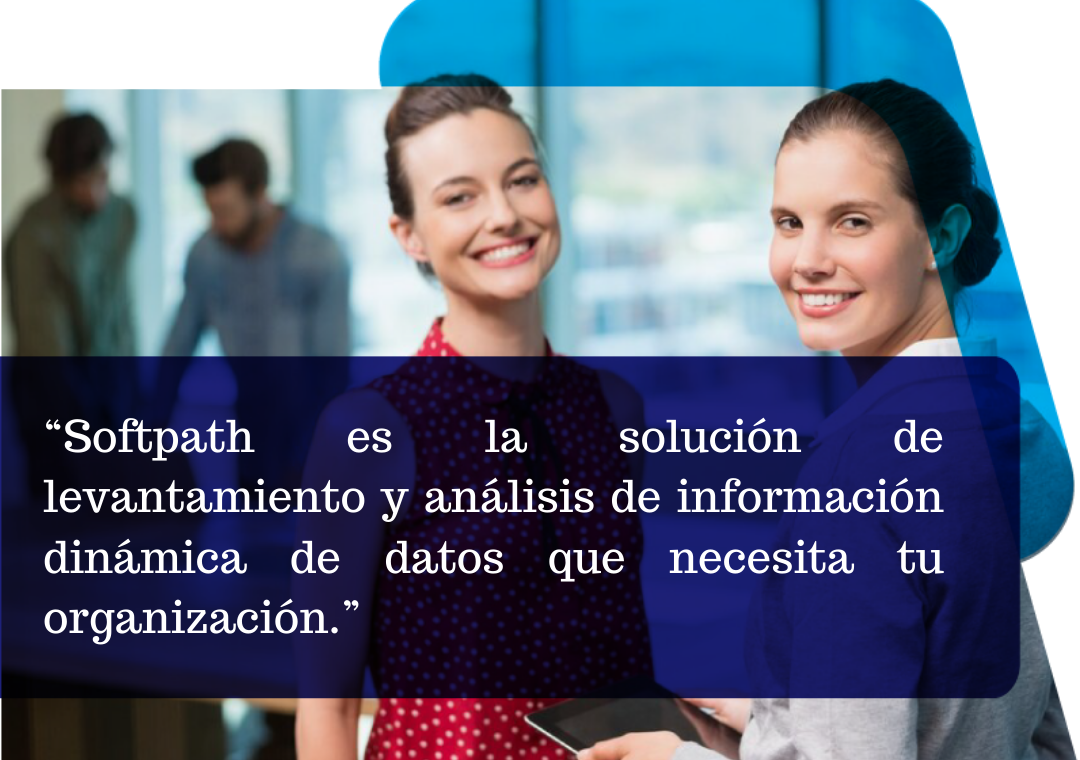 “Softpath es la solución de
levantamiento y análisis de información
dinámica de datos que necesita tu
organización.”